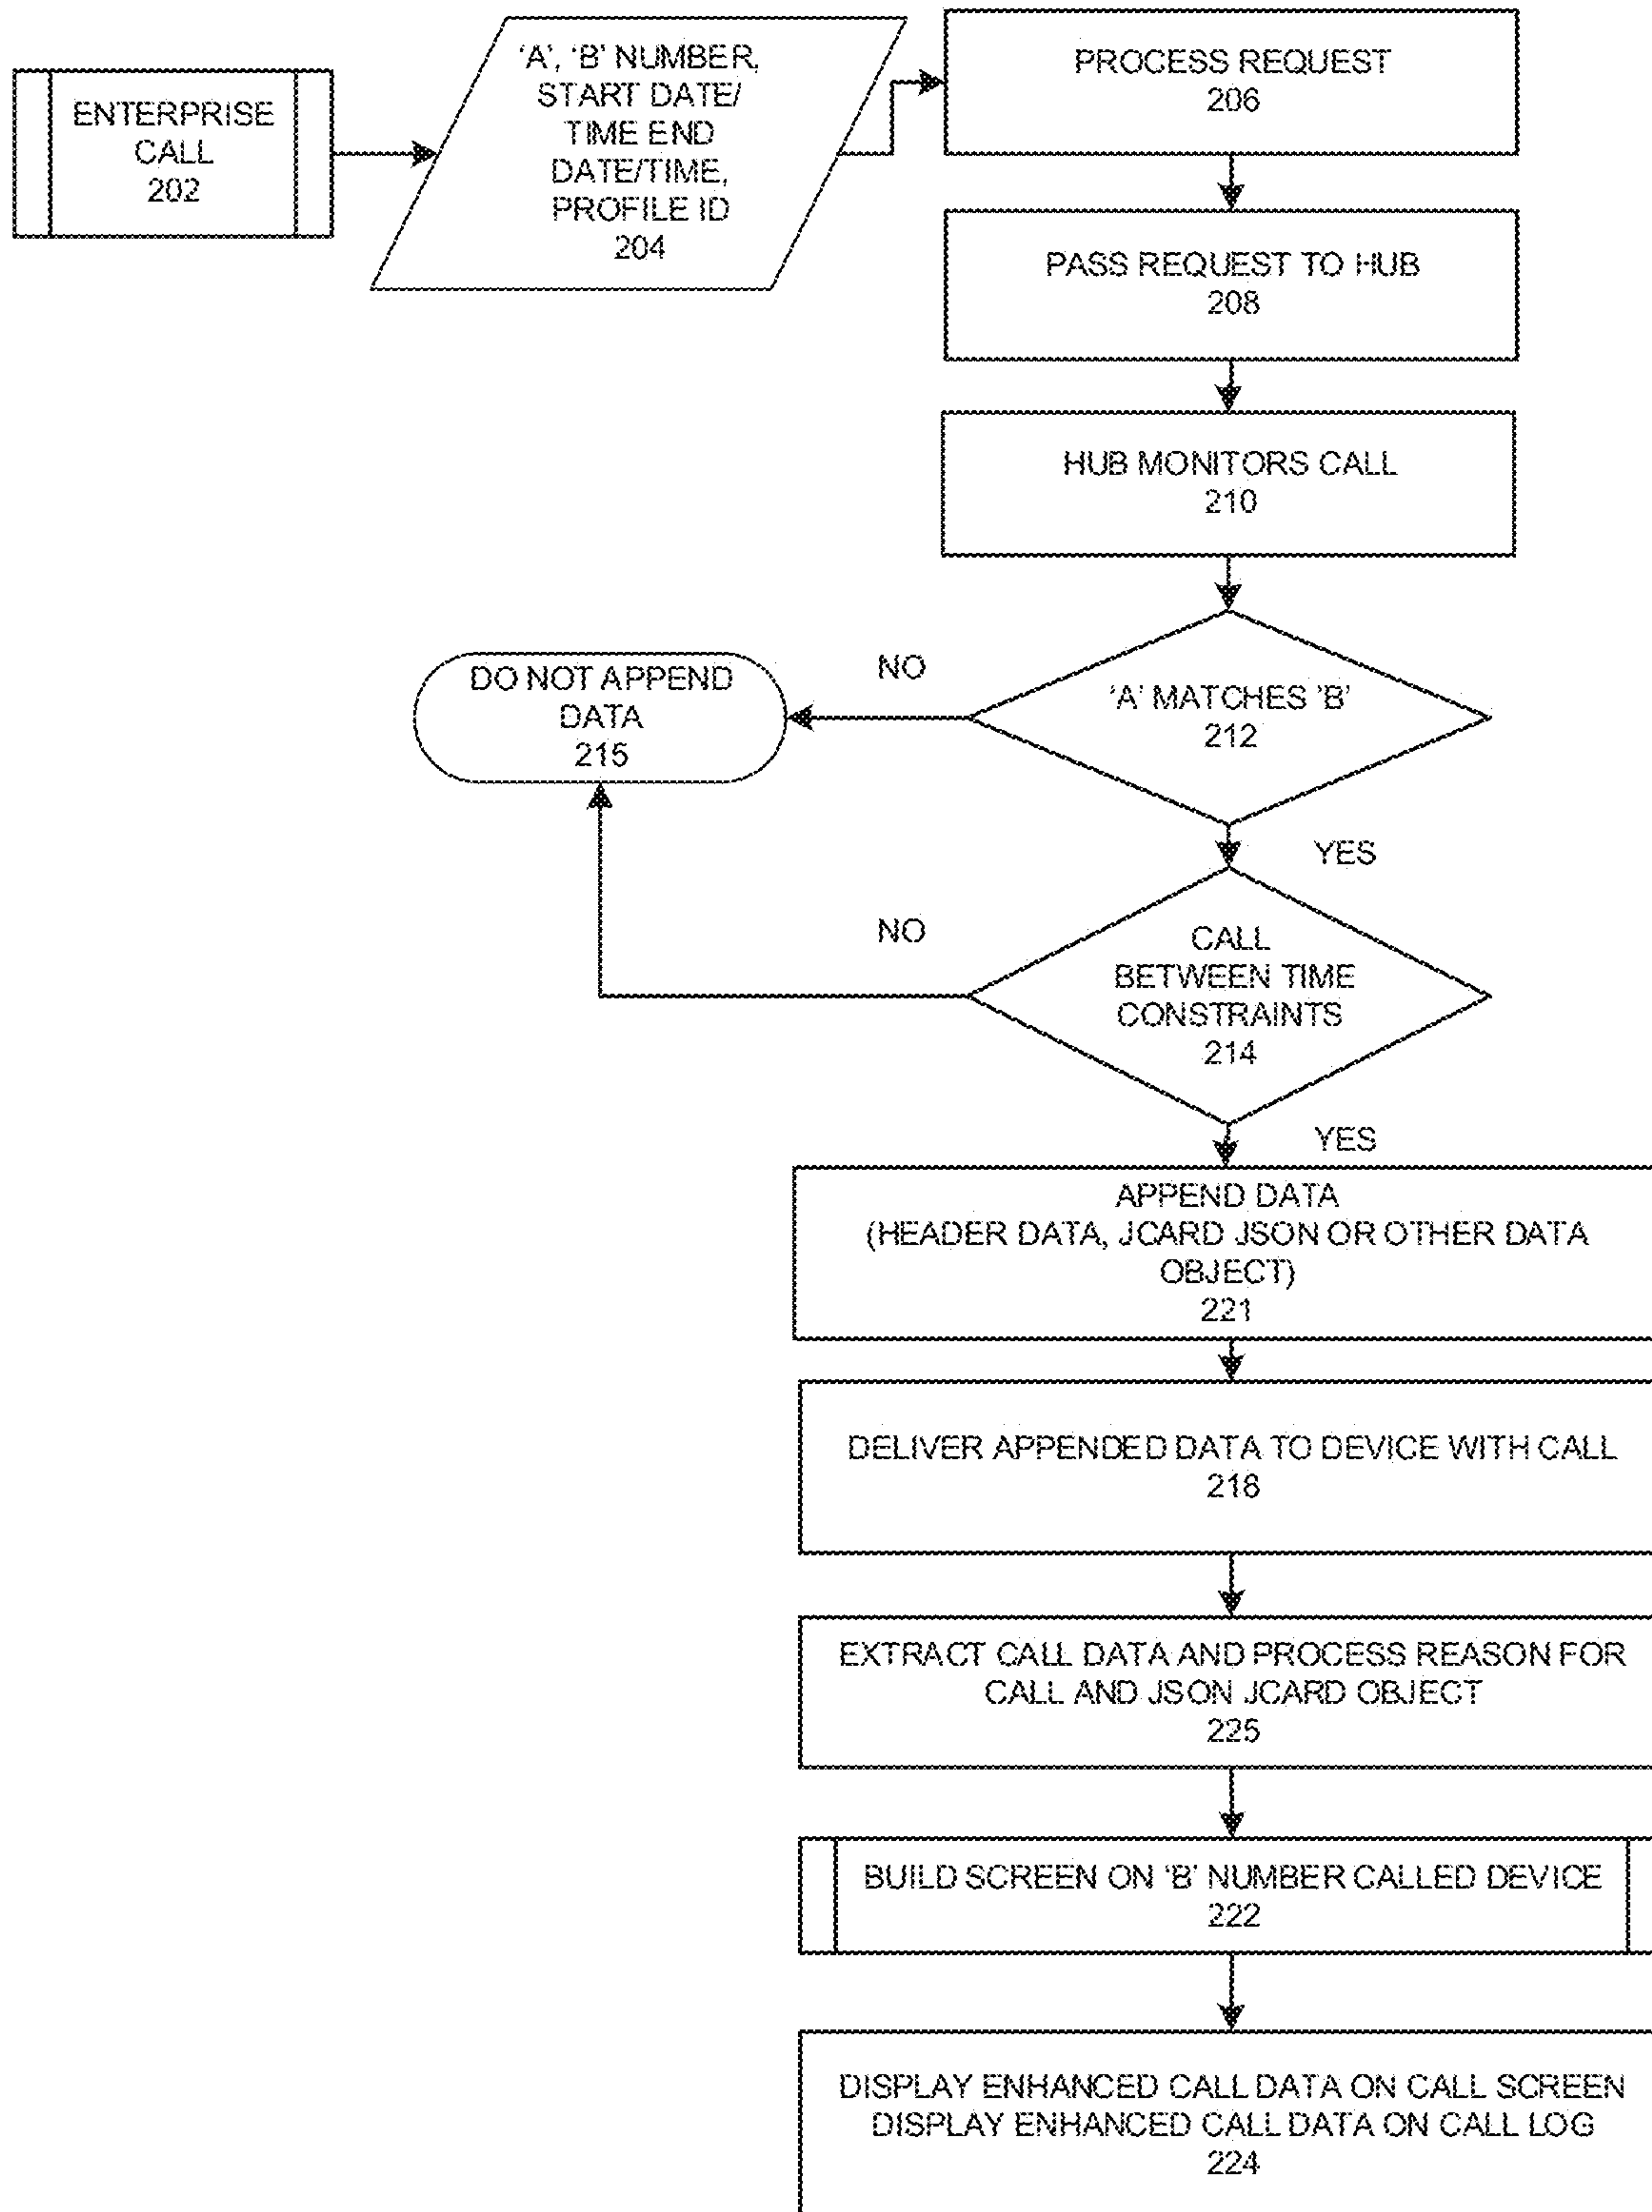 ENTERPRISE
CALL
202
'A', 'B' NUMBER,
START DATE/
TIME END
DATE/TIME,
PROFILE ID
204
PROCESS REQUEST
206
PASS REQUEST TO HUB
208
HUB MONITORS CALL
210
'A' MATCHES 'B'
212
NO
DO NOT APPEND
DATA
215
YES
CALL
BETWEEN TIME
CONSTRAINTS
214
NO
YES
APPEND DATA
(HEADER DATA, JCARD JSON OR OTHER DATA
OBJECT)
221
DELIVER APPENDED DATA TO DEVICE WITH CALL
218
EXTRACT CALL DATA AND PROCESS REASON FOR
CALL AND JSON JCARD OBJECT
225
BUILD SCREEN ON 'B' NUMBER CALLED DEVICE
222
DISPLAY ENHANCED CALL DATA ON CALL SCREEN
DISPLAY ENHANCED CALL DATA ON CALL LOG
224